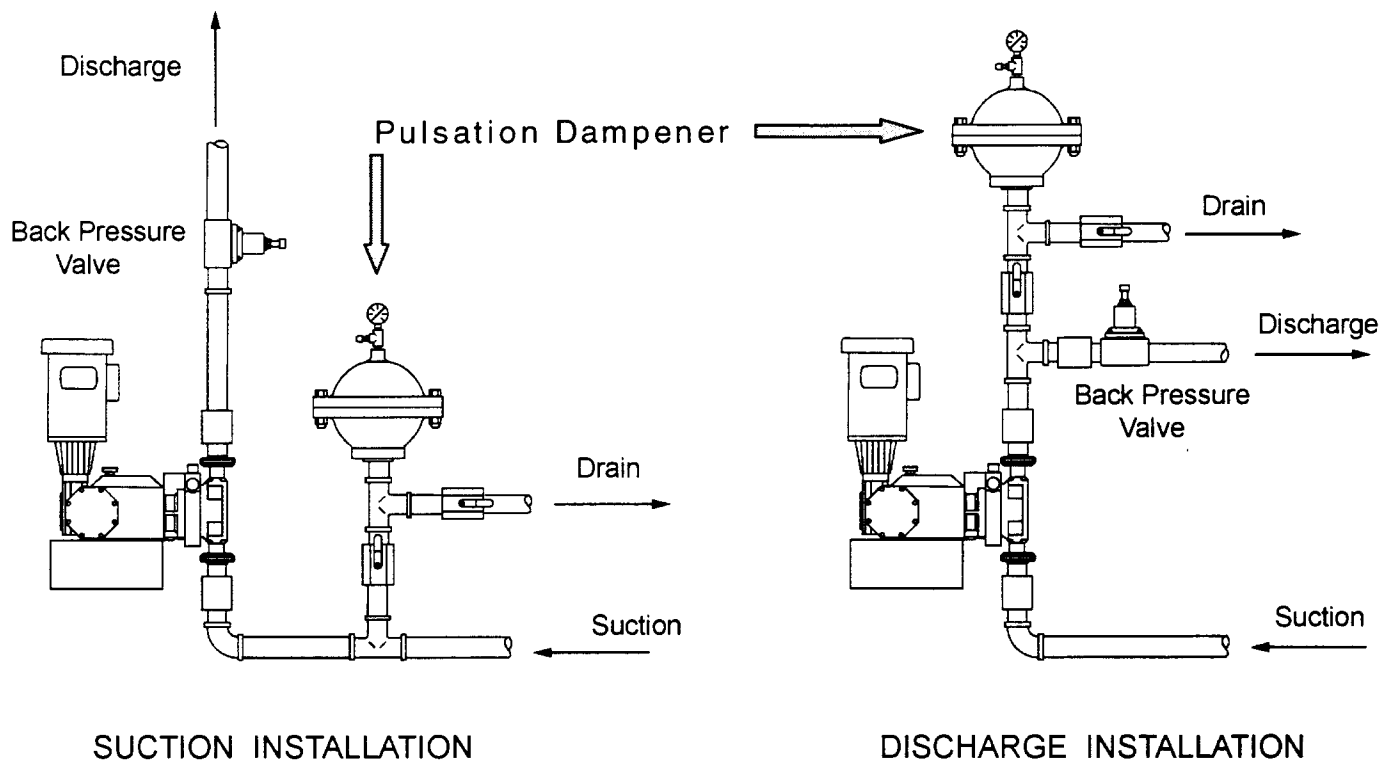 Discharge
Pulsation Dampener
Back Pressure
Valve
Drain
Suction
SUCTION INSTALLATION
Drain
Discharge
Back Pressure
Valve
Suction
DISCHARGE INSTALLATION